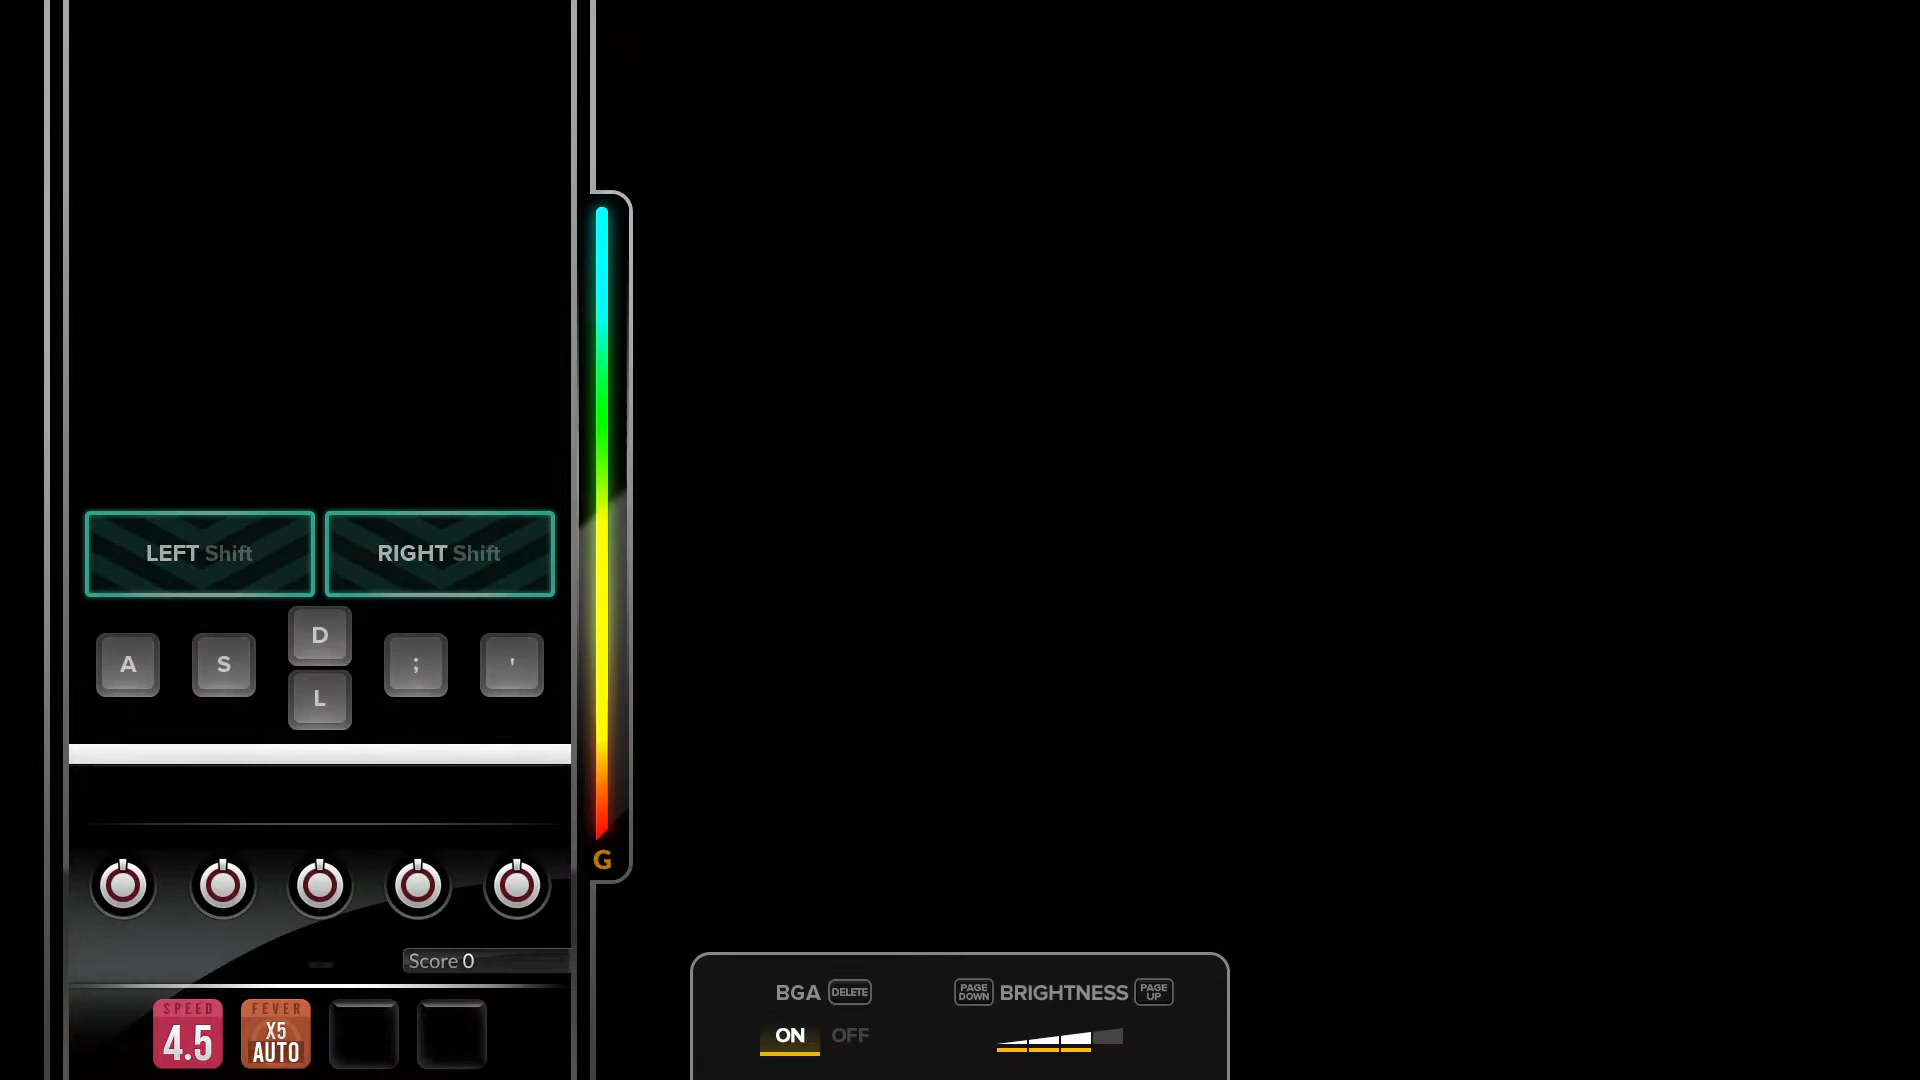 LEFT Shift RIGHT Shift
D
A S ; '
L
G
Score 0
SPEED
4.5
FEVER
X5
AUTO
BGA DELETE
ON OFF
PAGE DOWN BRIGHTNESS PAGE UP